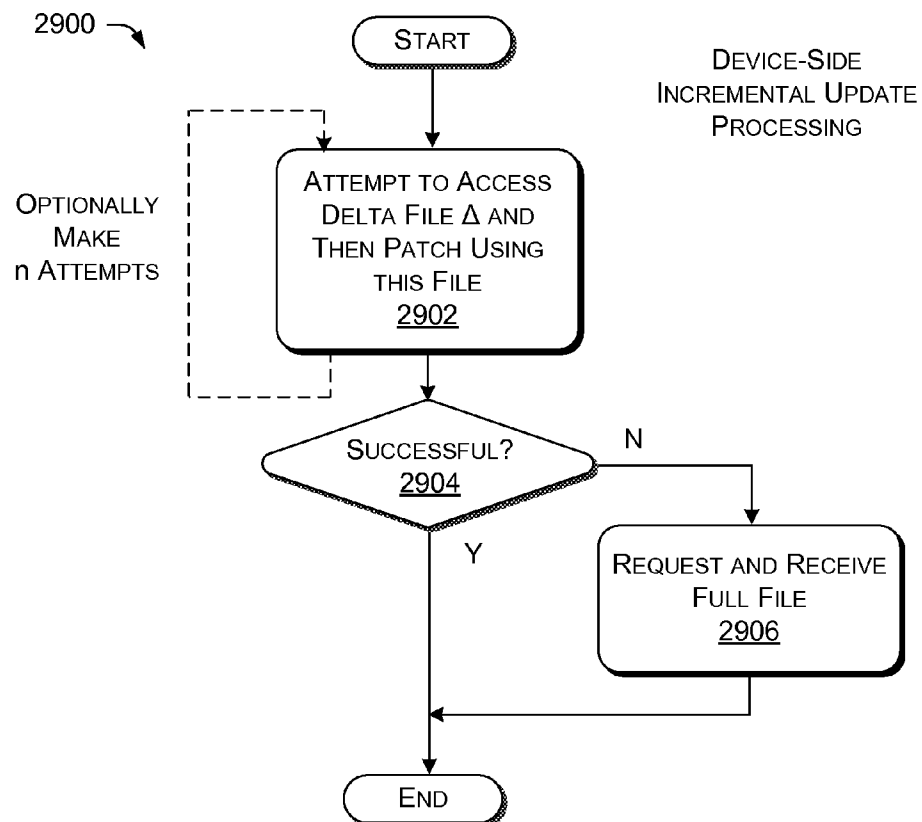 2900
START
DEVICE-SIDE
INCREMENTAL UPDATE
PROCESSING
OPTIONALLY
MAKE
n ATTEMPTS
ATTEMPT TO ACCESS
DELTA FILE Δ AND
THEN PATCH USING
THIS FILE
2902
SUCCESSFUL?
2904
N
Y
REQUEST AND RECEIVE
FULL FILE
2906
END